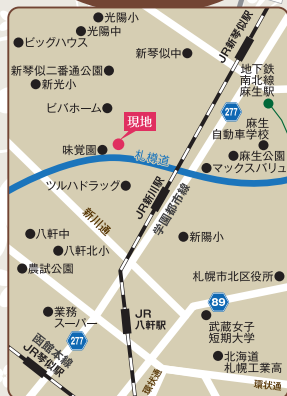 光陽小
光陽中
ビッグハウス
新琴似中
JR新琴似駅
新琴似二番通公園
新光小
地下鉄
南北線
麻生駅
ビバホーム
277
現地
麻生
自動車学校
味覚園
札樽道
麻生公園
マックスバリュ
ツルハドラッグ
JR新川駅
学園都市線
新川通
八軒中
新陽小
八軒北小
農試公園
札幌市北区役所
89
業務
スーパー
JR
八軒駅
武蔵女子
短期大学
277
函館本線
JR琴似駅
北海道
札幌工業高
環状通
環状通